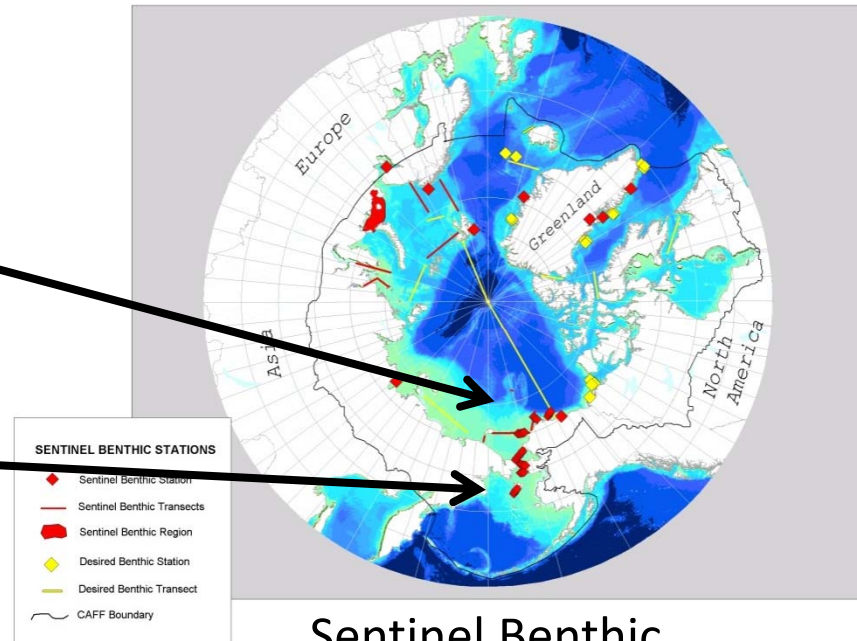 Europe
Greenland
Asia
North
America
SENTINEL BENTHIC STATIONS
Sentinel Benthic Station
Sentinel Benthic Transects
Sentinel Benthic Region
Desired Benthic Station
Desired Benthic Transect
CAFF Boundary
Sentinel Benthic